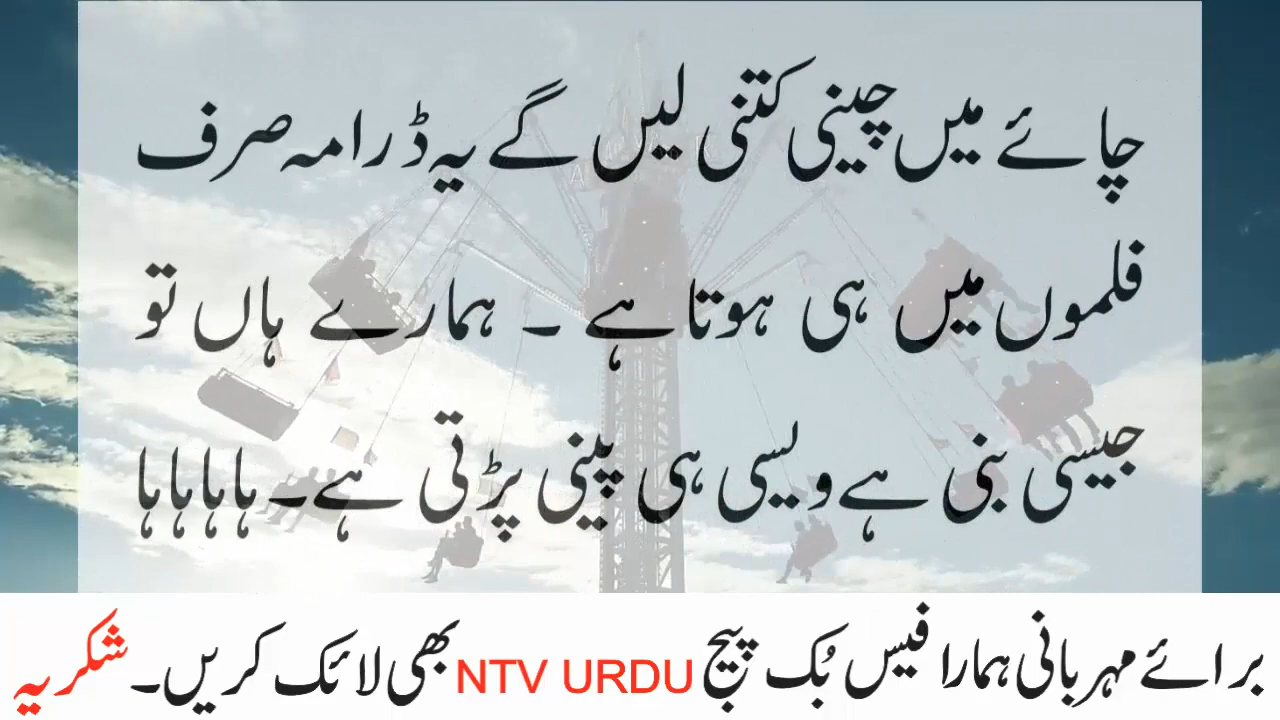 چائے میں چینی کتنی لیں گے یہ ڈرامہ صرف
فلموں میں ہی ہوتا ہے ۔ ہمارے ہاں تو
جیسی بنی ہے ویسی ہی پینی پڑتی ہے۔ ہاہاہاہا
برائے مہربانی ہمارا فیس بُک پیج NTV URDU بھی لائک کریں۔ شکریہ